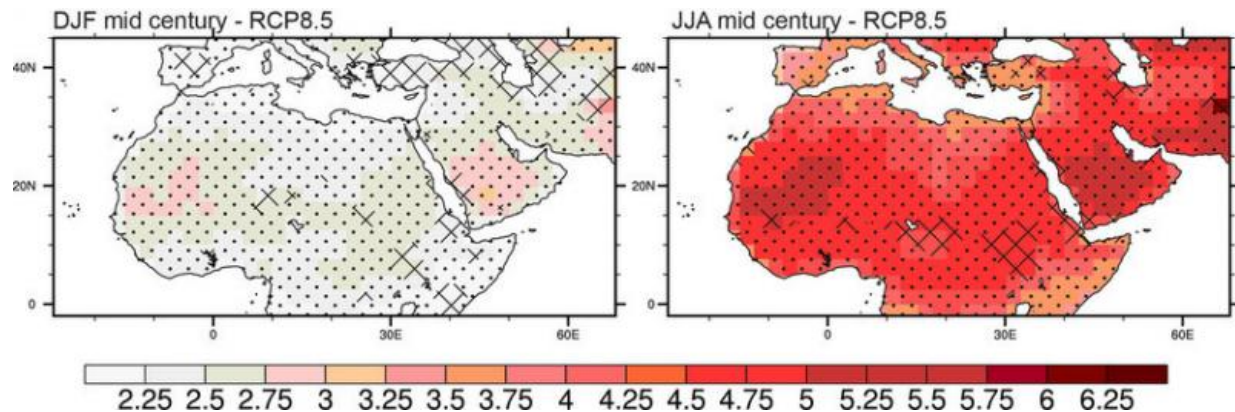 DJF mid century - RCP8.5
JJA mid century - RCP8.5
40N
40N
20N
20N
0
0
0 30E 60E
0 30E 60E
2.25 2.5 2.75 3 3.25 3.5 3.75 4 4.25 4.5 4.75 5 5.25 5.5 5.75 6 6.25